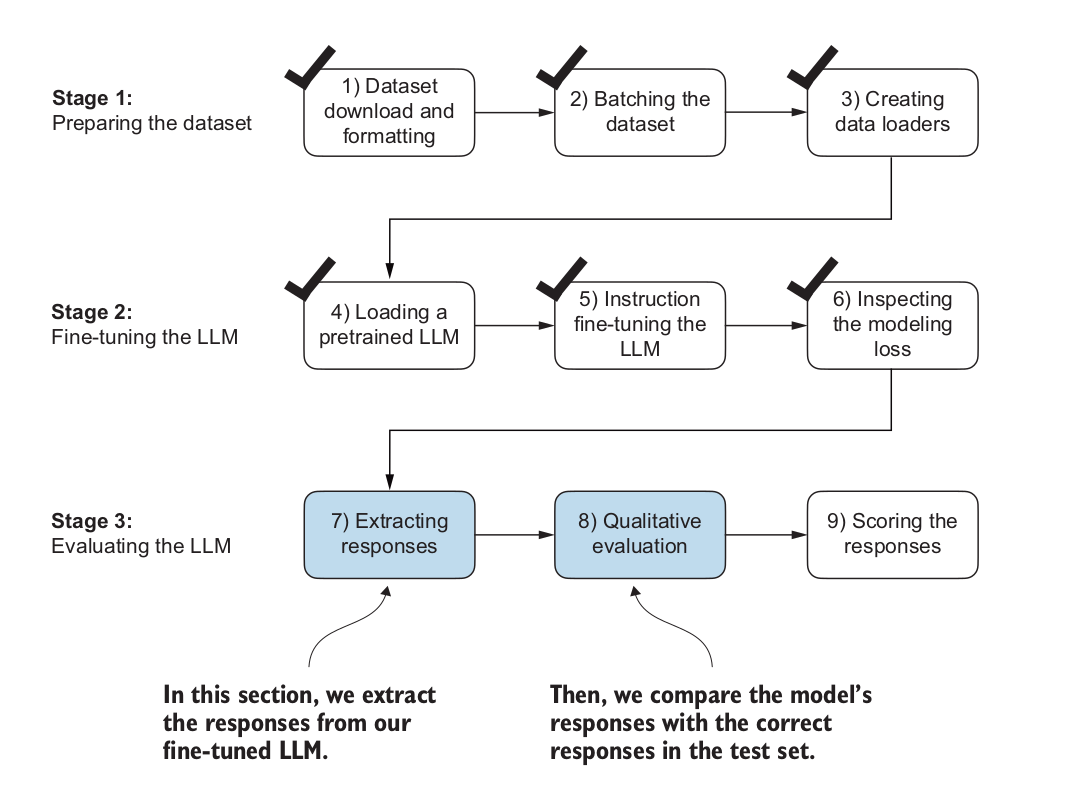 Stage 1:
Preparing the dataset
1) Dataset
download and
formatting
2) Batching the
dataset
3) Creating
data loaders
Stage 2:
Fine-tuning the LLM
4) Loading a
pretrained LLM
5) Instruction
fine-tuning the
LLM
6) Inspecting
the modeling
loss
Stage 3:
Evaluating the LLM
7) Extracting
responses
8) Qualitative
evaluation
9) Scoring the
responses
In this section, we extract
the responses from our
fine-tuned LLM.
Then, we compare the model’s
responses with the correct
responses in the test set.